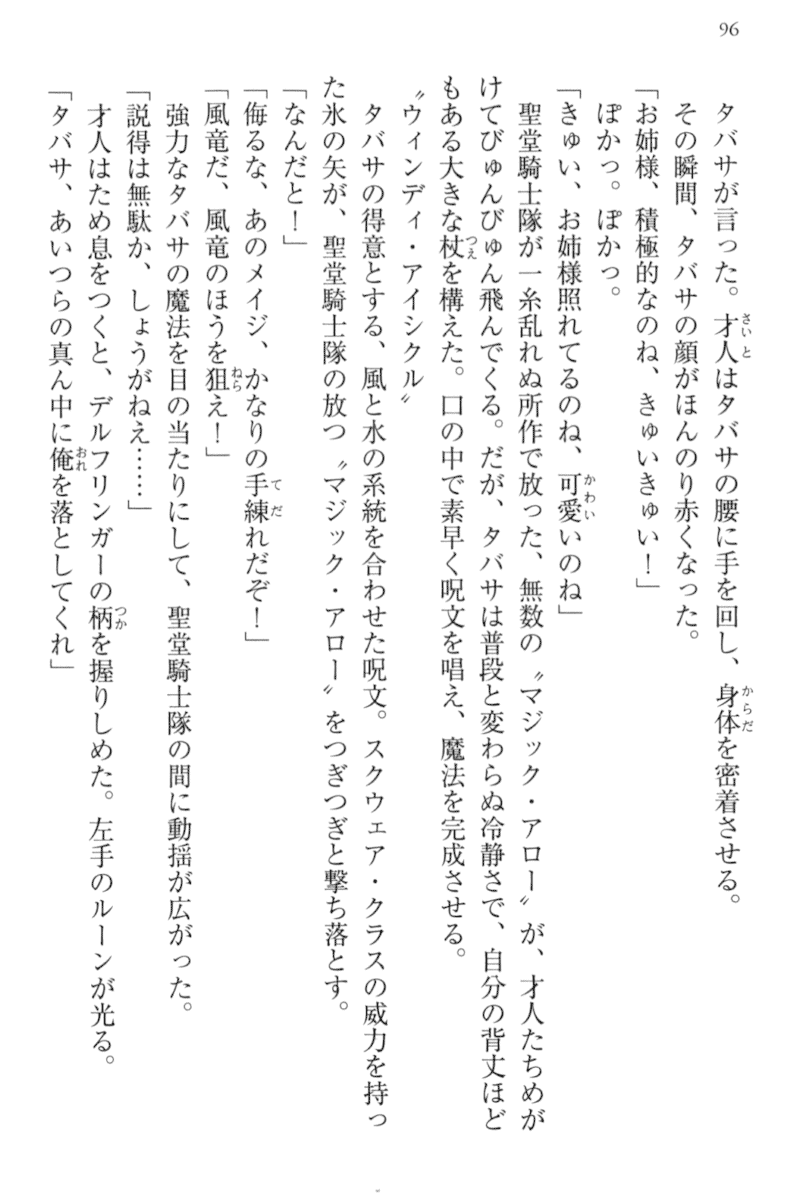 96
タバサが言った。才人はタバサの腰に手を回し、身体を密着させる。
その瞬間、タバサの顔がほんのり赤くなった。
「お姉様、積極的なのね、きゅいきゅい！」
ぽかっ。ぽかっ。
「きゅい、お姉様照れてるのね、可愛いのね」
聖堂騎士隊が一糸乱れぬ所作で放った、無数の〝マジック・アロー〟が、才人たちめが
けてびゅんびゅん飛んでくる。だが、タバサは普段と変わらぬ冷静さで、自分の背丈ほど
もある大きな杖を構えた。口の中で素早く呪文を唱え、魔法を完成させる。
〝ウィンディ・アイシクル〟
タバサの得意とする、風と水の系統を合わせた呪文。スクウェア・クラスの威力を持っ
た氷の矢が、聖堂騎士隊の放つ〝マジック・アロー〟をつぎつぎと撃ち落とす。
「なんだと！」
「侮るな、あのメイジ、かなりの手練れだぞ！」
「風竜だ、風竜のほうを狙え！」
強力なタバサの魔法を目の当たりにして、聖堂騎士隊の間に動揺が広がった。
「説得は無駄か、しょうがねえ……」
才人はため息をつくと、デルフリンガーの柄を握りしめた。左手のルーンが光る。
「タバサ、あいつらの真ん中に俺を落としてくれ」